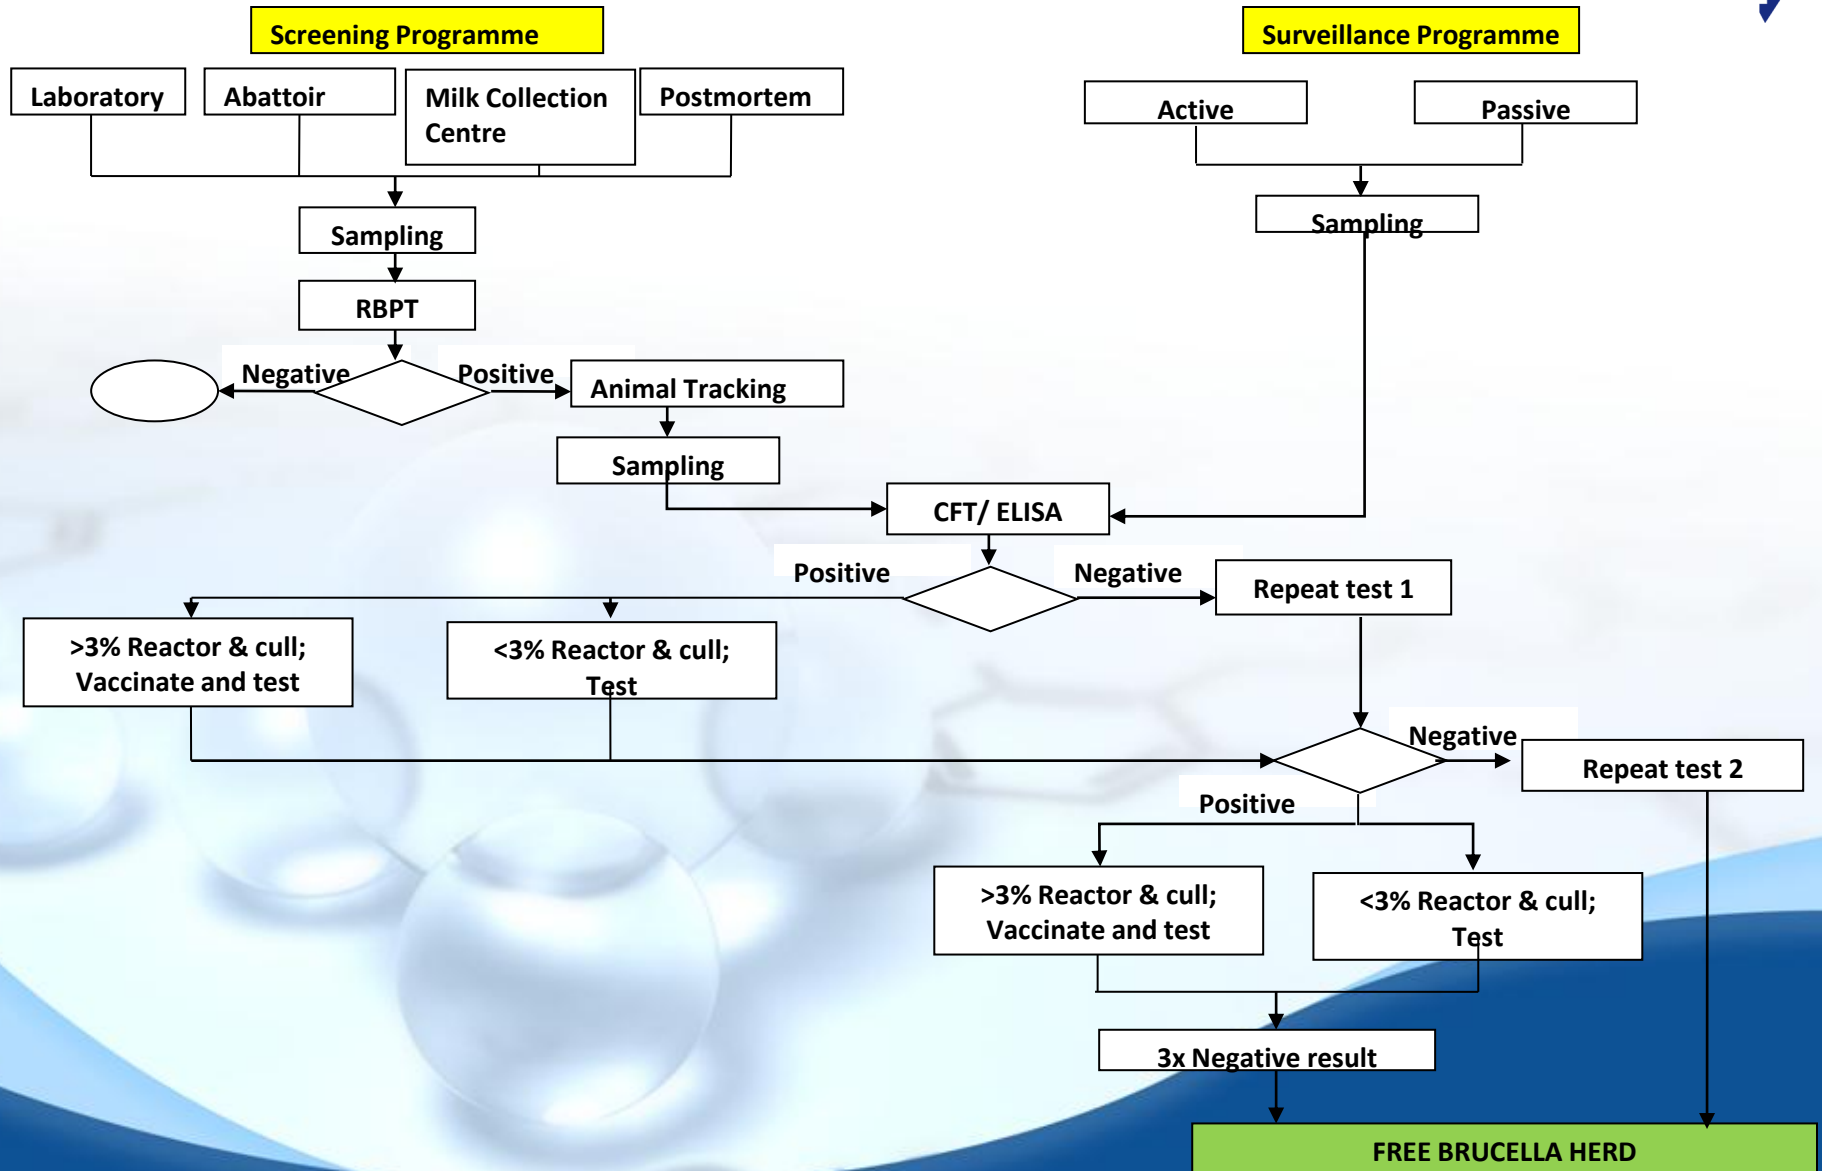 Screening Programme
Surveillance Programme
Laboratory
Abattoir
Milk Collection
Centre
Postmortem
Active
Passive
Sampling
Sampling
RBPT
Negative
Positive
Animal Tracking
Sampling
CFT/ ELISA
Positive
Negative
Repeat test 1
>3% Reactor & cull;
Vaccinate and test
<3% Reactor & cull;
Test
Negative
Repeat test 2
Positive
>3% Reactor & cull;
Vaccinate and test
<3% Reactor & cull;
Test
3x Negative result
FREE BRUCELLA HERD